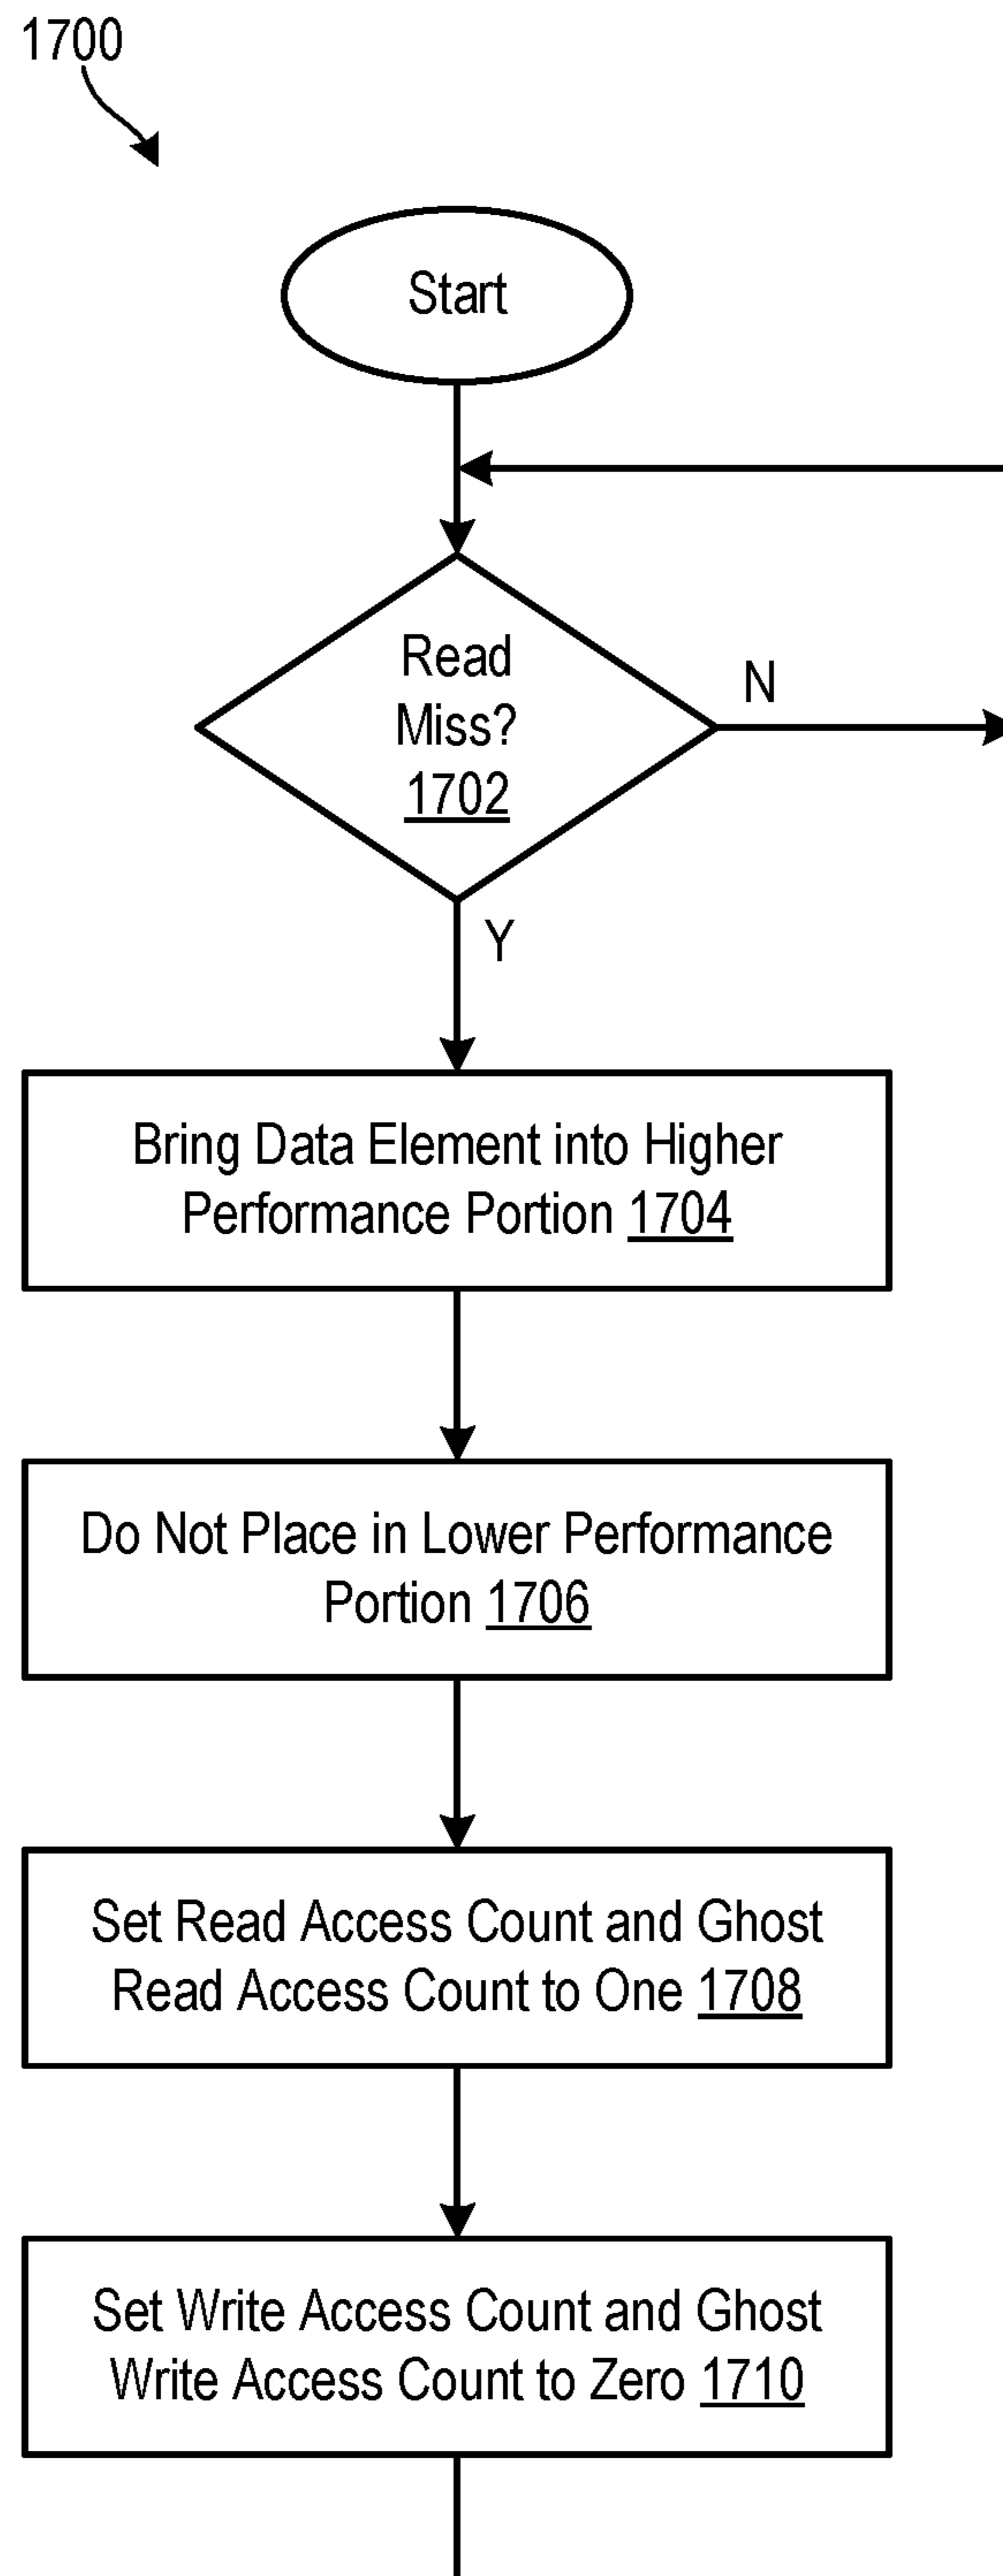 1700
Start
Read
Miss?
1702
N
Y
Bring Data Element into Higher
Performance Portion 1704
Do Not Place in Lower Performance
Portion 1706
Set Read Access Count and Ghost
Read Access Count to One 1708
Set Write Access Count and Ghost
Write Access Count to Zero 1710